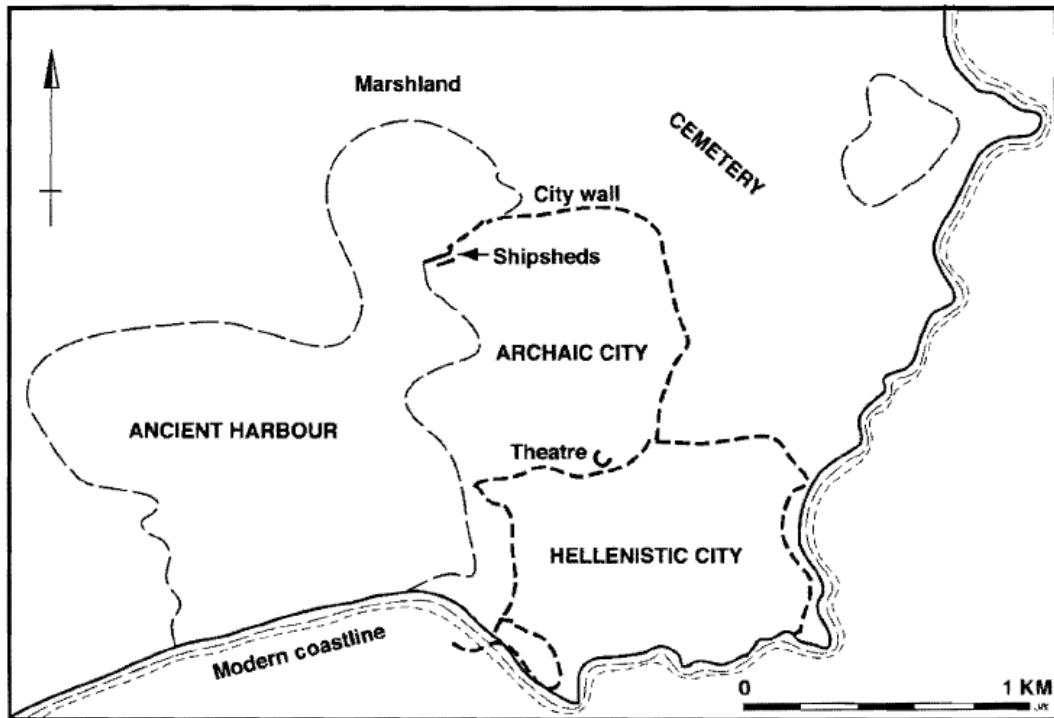 Marshland
CEMETERY
City wall
Shipsheds
ARCHAIC CITY
ANCIENT HARBOUR
Theatre
HELLENISTIC CITY
Modern coastline
0 1 KM